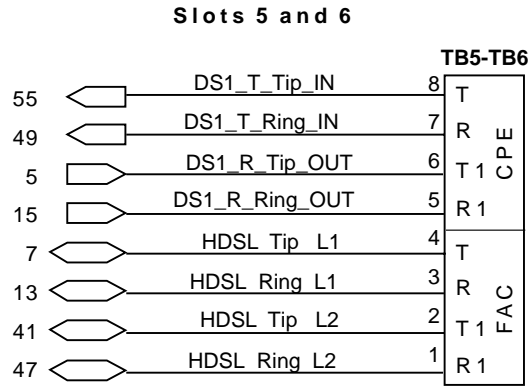 Slots 5 and 6
TB5-TB6
55 DS1_T_Tip_IN 8 T
49 DS1_T_Ring_IN 7 R
5 DS1_R_Tip_OUT 6 T1
15 DS1_R_Ring_OUT 5 R1
CPE
7 HDSL Tip L1 4 T
13 HDSL Ring L1 3 R
41 HDSL Tip L2 2 T1
47 HDSL Ring L2 1 R1
FAC